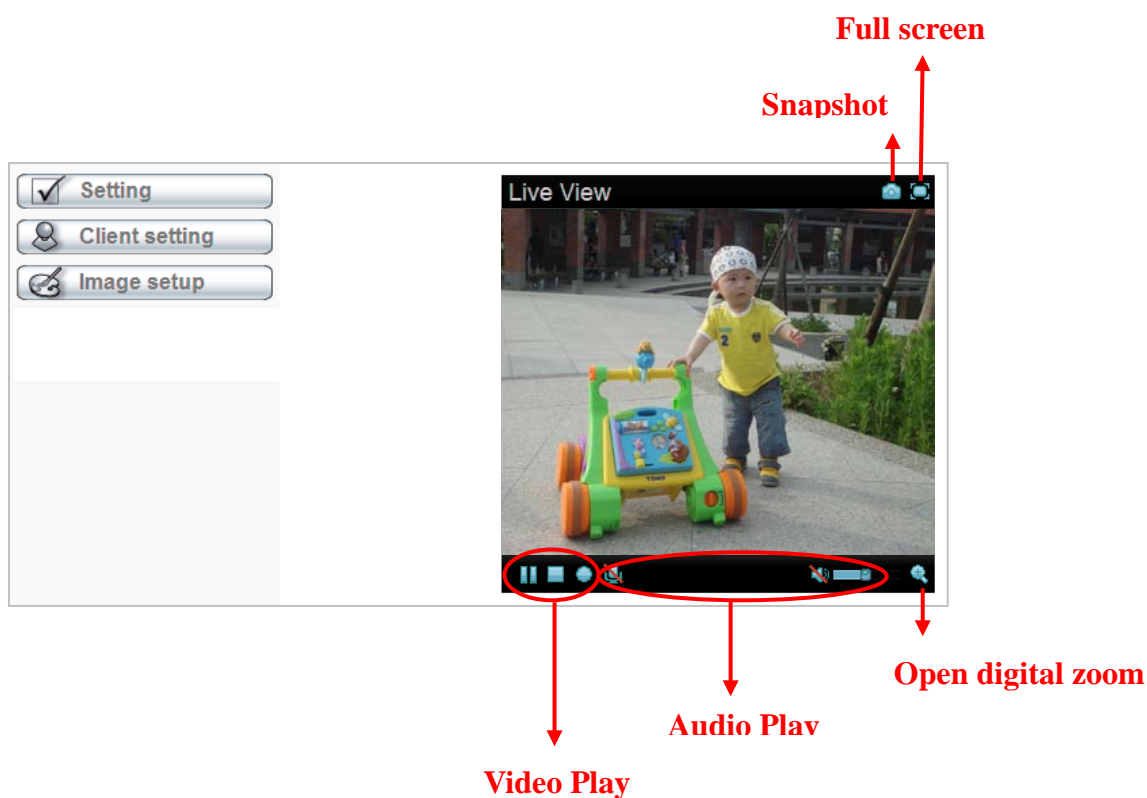 Full screen
Snapshot
Setting
Client setting
Image setup
Live View
2
TOMY
Open digital zoom
Audio Play
Video Play